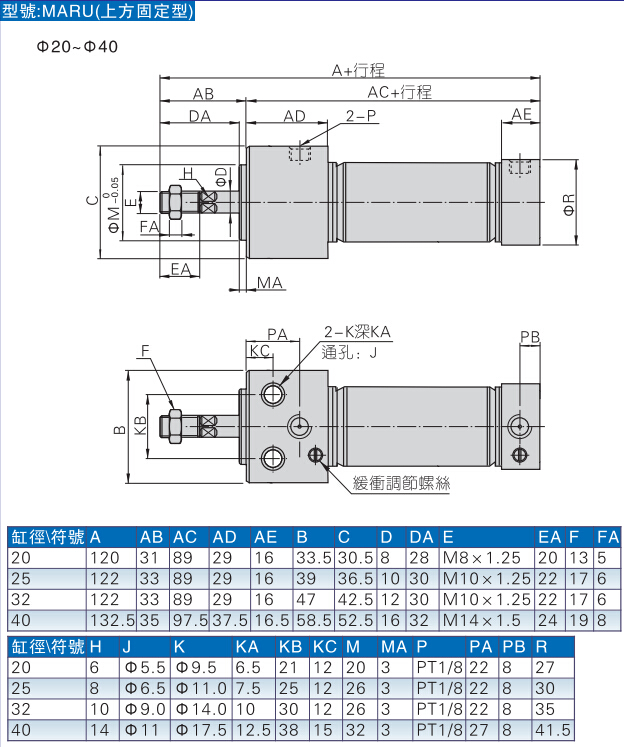 型號:MARU(上方固定型)
Φ20~Φ40
A+行程
AB AC+行程
DA AD 2-P AE
H ΦD
C ΦM-0.05 0 E ΦR
FA
EA
MA
PA 2-K深KA
KC 通孔: J PB
F
B KB
緩衝調節螺絲
缸徑\符號 A AB AC AD AE B C D DA E EA F FA
20 120 31 89 29 16 33.5 30.5 8 28 M8×1.25 20 13 5
25 122 33 89 29 16 39 36.5 10 30 M10×1.25 22 17 6
32 122 33 89 29 16 47 42.5 12 30 M10×1.25 22 17 6
40 132.5 35 97.5 37.5 16.5 58.5 52.5 16 32 M14×1.5 24 19 8
缸徑\符號 H J K KA KB KC M MA P PA PB R
20 6 Φ5.5 Φ9.5 6.5 21 12 20 3 PT1/8 22 8 27
25 8 Φ6.5 Φ11.0 7.5 25 12 26 3 PT1/8 22 8 30
32 10 Φ9.0 Φ14.0 10 30 12 26 3 PT1/8 22 8 35
40 14 Φ11 Φ17.5 12.5 38 15 32 3 PT1/8 27 8 41.5